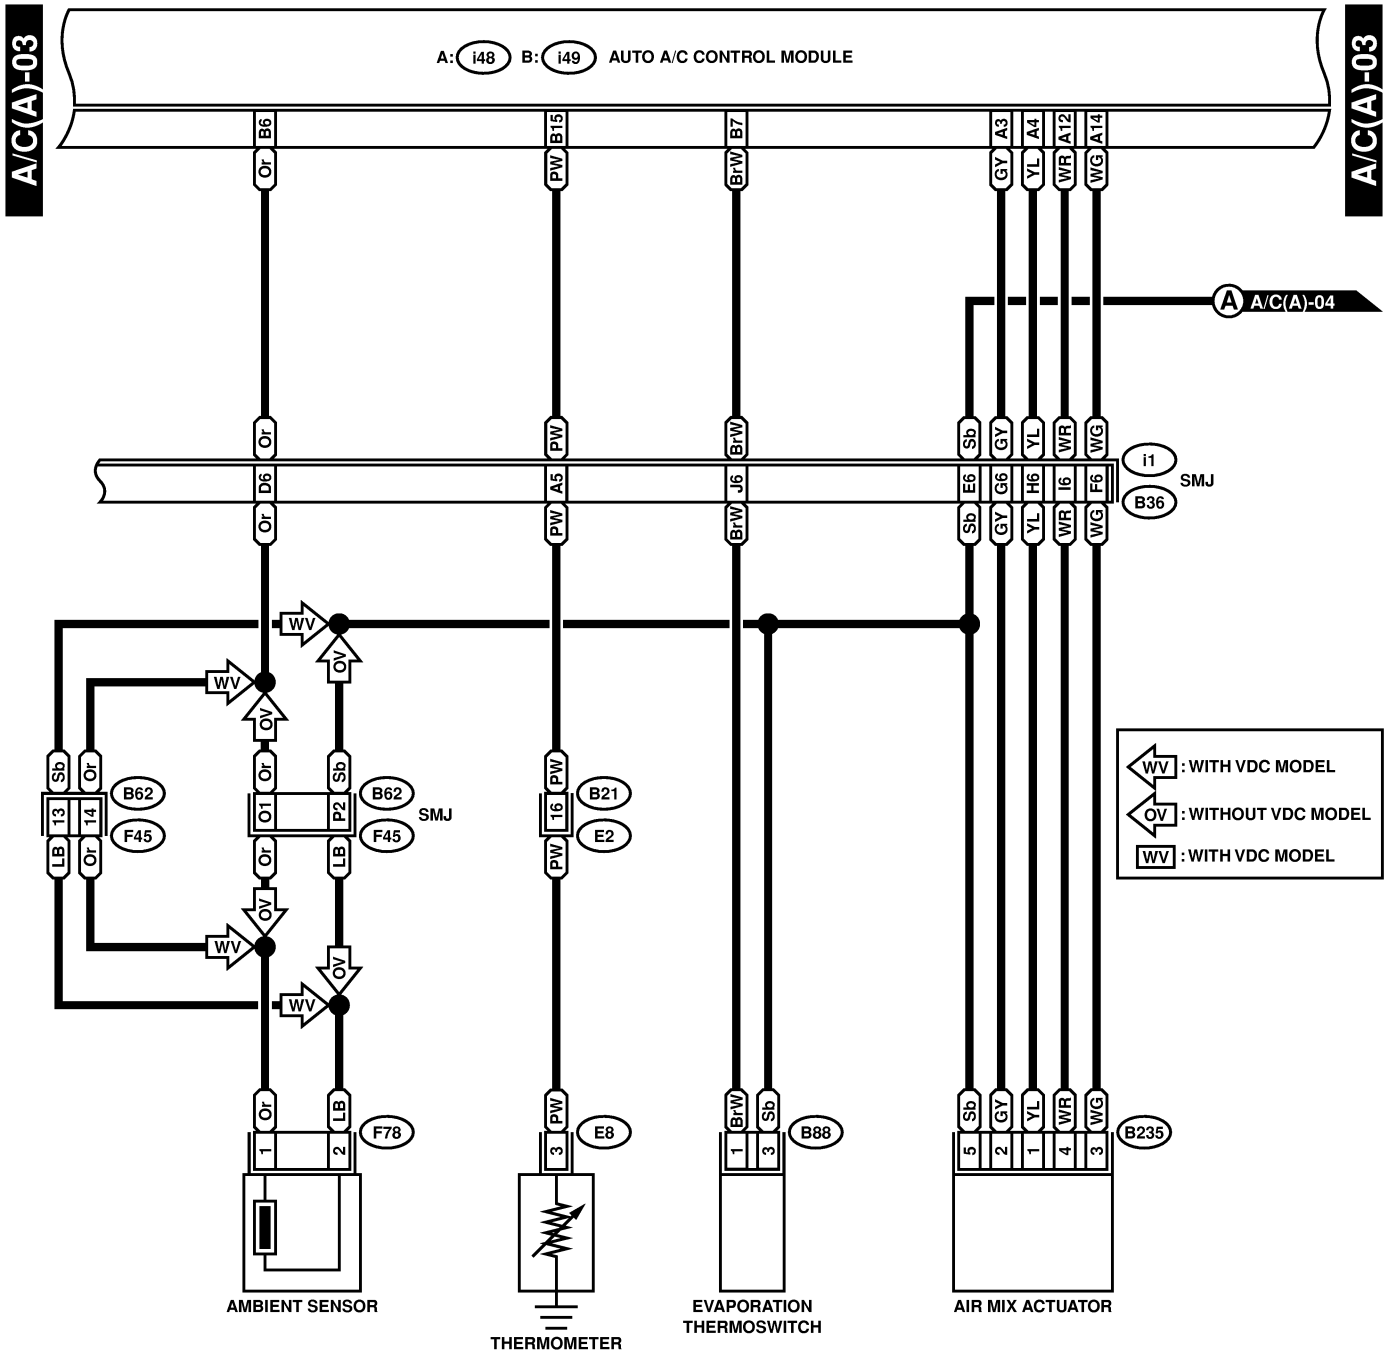 A/C(A)-03
A/C(A)-03
A: i48 B: i49 AUTO A/C CONTROL MODULE
B6 B15 B7 A3 A4 A12 A14
Or PW BrW GY YL WR WG
A A/C(A)-04
Or PW BrW Sb GY YL WR WG
i1
D6 A5 J6 E6 G6 H6 I6 F6 SMJ
B36
Or PW BrW Sb GY YL WR WG
WV
OV
WV
OV
WV : WITH VDC MODEL
OV : WITHOUT VDC MODEL
WV : WITH VDC MODEL
Sb Or Or Sb PW
B62 B62 B21
13 14 O1 P2 SMJ 16
F45 F45 E2
LB Or Or LB PW
OV
WV
OV
WV
Or LB PW BrW Sb Sb GY YL WR WG
F78 E8 B88 B235
1 2 3 1 3 5 2 1 4 3
AMBIENT SENSOR
THERMOMETER
EVAPORATION
THERMOSWITCH
AIR MIX ACTUATOR